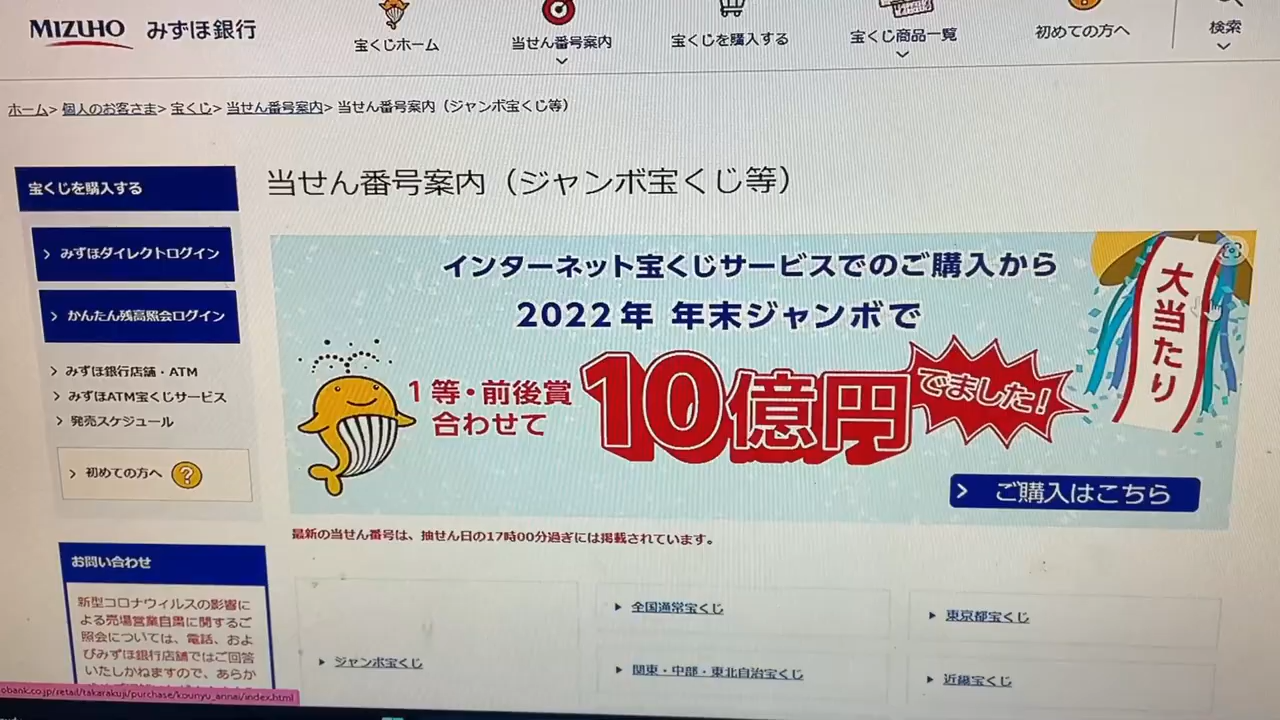 MIZUHO みずほ銀行
宝くじホーム
当せん番号案内
宝くじを購入する
宝くじ商品一覧
初めての方へ
検索
ホーム> 個人のお客さま> 宝くじ> 当せん番号案内> 当せん番号案内（ジャンボ宝くじ等）
宝くじを購入する
みずほダイレクトログイン
かんたん残高照会ログイン
みずほ銀行店舗・ATM
みずほATM宝くじサービス
発売スケジュール
初めての方へ ?
お問い合わせ
新型コロナウィルスの影響に
よる売場営業自粛に関するご
照会については、電話、およ
びみずほ銀行店舗ではご回答
いたしかねますので、あらか
obank.co.jp/retail/takarakuji/purchase/kounyu_annai/index.html
当せん番号案内（ジャンボ宝くじ等）
インターネット宝くじサービスでのご購入から
2022年 年末ジャンボで
1等・前後賞
合わせて
10億円
でました!
大当たり
ご購入はこちら
最新の当せん番号は、抽せん日の17時00分過ぎには掲載されています。
ジャンボ宝くじ
全国通常宝くじ
東京都宝くじ
関東・中部・東北自治宝くじ
近畿宝くじ